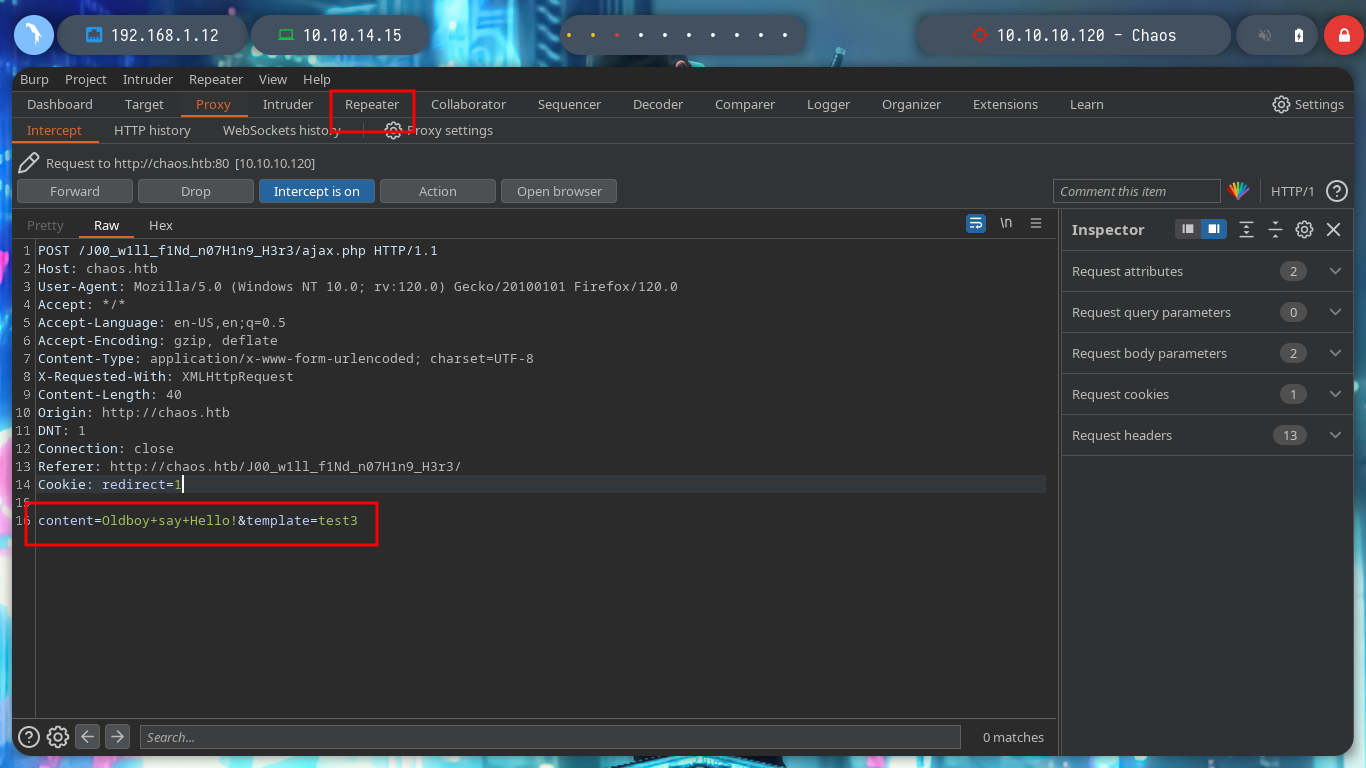 192.168.1.12 10.10.14.15 10.10.10.120 - Chaos
Burp Project Intruder Repeater View Help
Dashboard Target Proxy Intruder Repeater Collaborator Sequencer Decoder Comparer Logger Organizer Extensions Learn Settings
Intercept HTTP history WebSockets history Proxy settings
Request to http://chaos.htb:80 [10.10.10.120]
Forward Drop Intercept is on Action Open browser Comment this item HTTP/1
Pretty Raw Hex \n
Inspector
1 POST /J00_w1ll_f1Nd_n07H1n9_H3r3/ajax.php HTTP/1.1
2 Host: chaos.htb
3 User-Agent: Mozilla/5.0 (Windows NT 10.0; rv:120.0) Gecko/20100101 Firefox/120.0
4 Accept: */*
5 Accept-Language: en-US,en;q=0.5
6 Accept-Encoding: gzip, deflate
7 Content-Type: application/x-www-form-urlencoded; charset=UTF-8
8 X-Requested-With: XMLHttpRequest
9 Content-Length: 40
10 Origin: http://chaos.htb
11 DNT: 1
12 Connection: close
13 Referer: http://chaos.htb/J00_w1ll_f1Nd_n07H1n9_H3r3/
14 Cookie: redirect=1
15
16 content=Oldboy+say+Hello!&template=test3
Request attributes 2
Request query parameters 0
Request body parameters 2
Request cookies 1
Request headers 13
Search... 0 matches